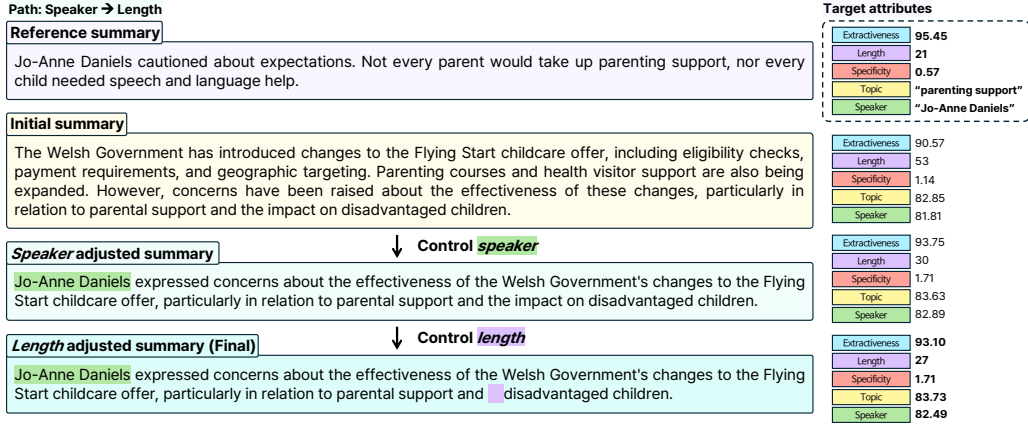 Path: Speaker → Length
Reference summary
Jo-Anne Daniels cautioned about expectations. Not every parent would take up parenting support, nor every
child needed speech and language help.
Target attributes
Extractiveness 95.45
Length 21
Specificity 0.57
Topic "parenting support"
Speaker "Jo-Anne Daniels"
Initial summary
The Welsh Government has introduced changes to the Flying Start childcare offer, including eligibility checks,
payment requirements, and geographic targeting. Parenting courses and health visitor support are also being
expanded. However, concerns have been raised about the effectiveness of these changes, particularly in
relation to parental support and the impact on disadvantaged children.
Extractiveness 90.57
Length 53
Specificity 1.14
Topic 82.85
Speaker 81.81
Control speaker
Speaker adjusted summary
Jo-Anne Daniels expressed concerns about the effectiveness of the Welsh Government's changes to the Flying
Start childcare offer, particularly in relation to parental support and the impact on disadvantaged children.
Extractiveness 93.75
Length 30
Specificity 1.71
Topic 83.63
Speaker 82.89
Control length
Length adjusted summary (Final)
Jo-Anne Daniels expressed concerns about the effectiveness of the Welsh Government's changes to the Flying
Start childcare offer, particularly in relation to parental support and disadvantaged children.
Extractiveness 93.10
Length 27
Specificity 1.71
Topic 83.73
Speaker 82.49